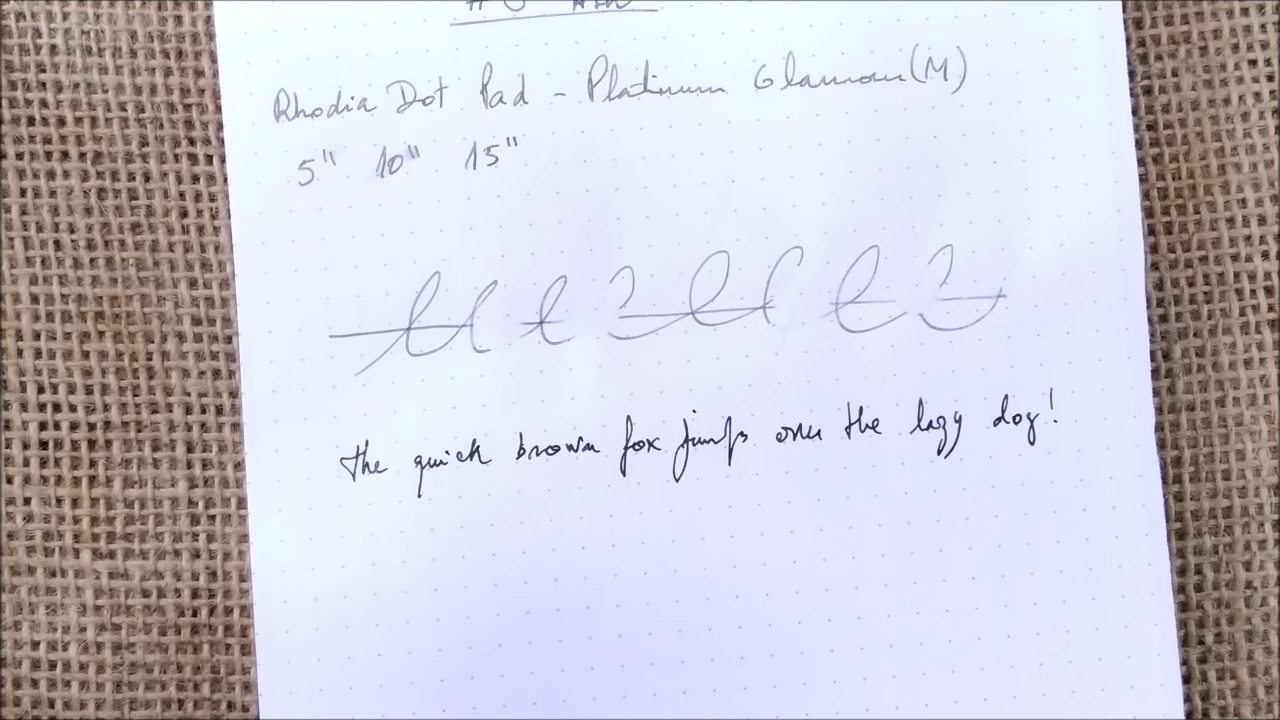 Rhodia Dot Pad - Platinum Glamour (M)
5" 10" 15"
the quick brown fox jumps over the lazy dog!